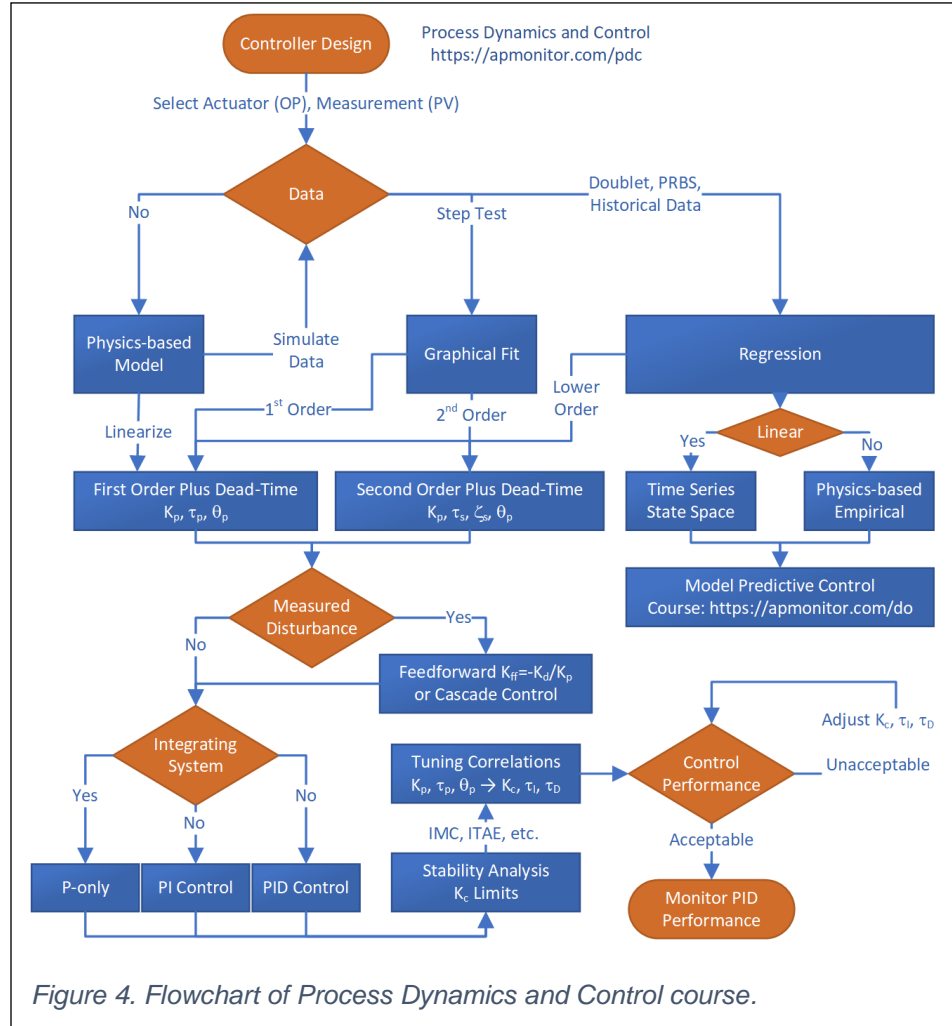 Controller Design
Process Dynamics and Control
https://apmonitor.com/pdc
Select Actuator (OP), Measurement (PV)
Data
No
Step Test
Doublet, PRBS,
Historical Data
Physics-based
Model
Simulate
Data
Graphical Fit
Regression
Linearize
1st Order
2nd Order
Lower
Order
Linear
Yes
No
First Order Plus Dead-Time
Kp, τp, θp
Second Order Plus Dead-Time
Kp, τs, ζs, θp
Time Series
State Space
Physics-based
Empirical
Model Predictive Control
Course: https://apmonitor.com/do
Measured
Disturbance
Yes
No
Feedforward Kff=-Kd/Kp
or Cascade Control
Integrating
System
Yes
No
No
P-only
PI Control
PID Control
Tuning Correlations
Kp, τp, θp → Kc, τI, τD
IMC, ITAE, etc.
Stability Analysis
Kc Limits
Control
Performance
Adjust Kc, τI, τD
Unacceptable
Acceptable
Monitor PID
Performance
Figure 4. Flowchart of Process Dynamics and Control course.